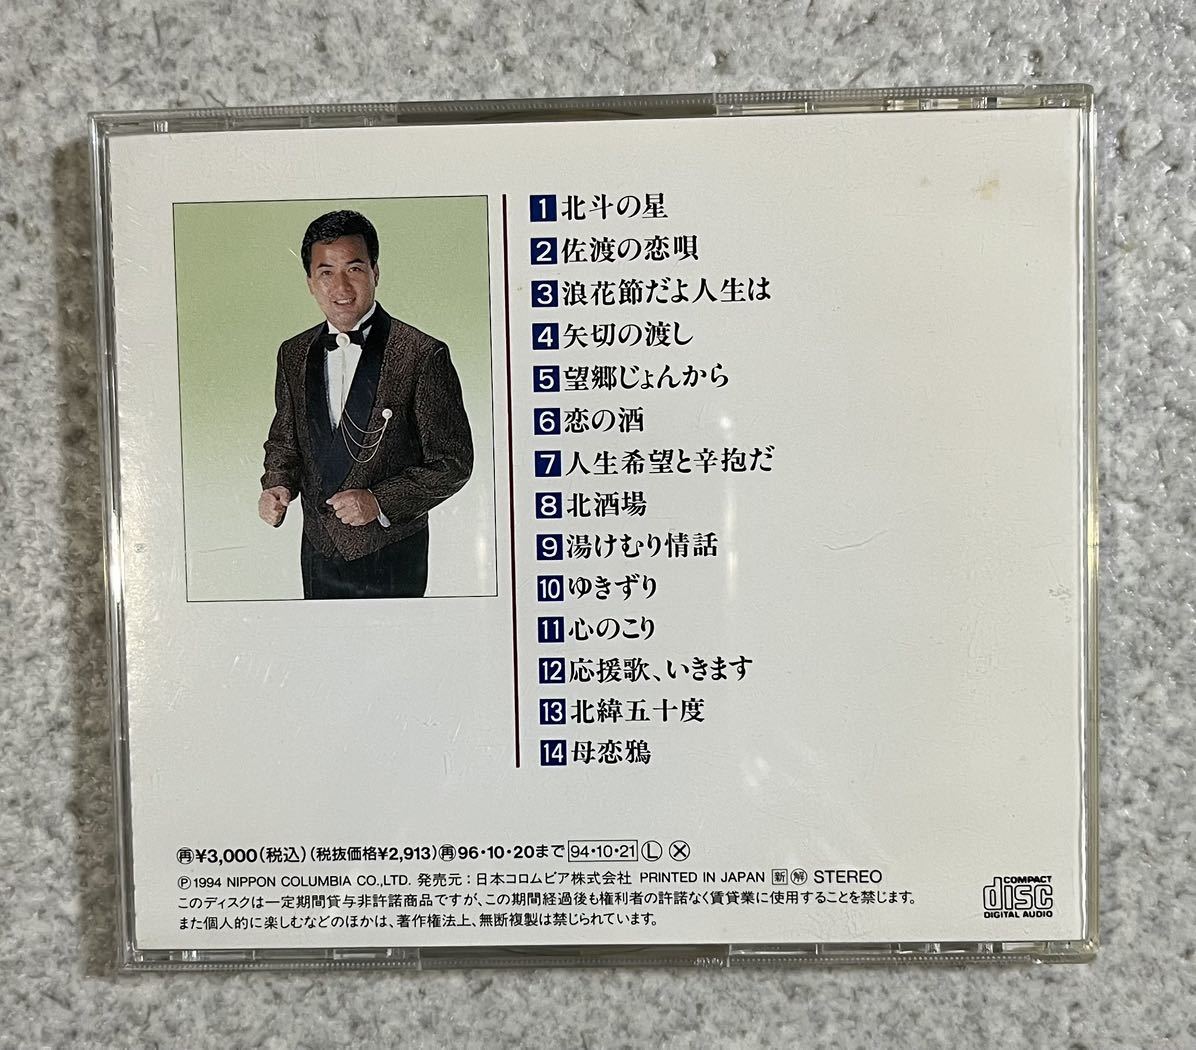 1 北斗の星
2 佐渡の恋唄
3 浪花節だよ人生は
4 矢切の渡し
5 望郷じょんから
6 恋の酒
7 人生希望と辛抱だ
8 北酒場
9 湯けむり情話
10 ゆきずり
11 心のこり
12 応援歌、いきます
13 北緯五十度
14 母恋鴉
㊢¥3,000(税込)(税抜価格¥2,913)㊢96・10・20まで 94・10・21 Ⓛ Ⓧ
Ⓟ1994 NIPPON COLUMBIA CO.,LTD. 発売元：日本コロムビア株式会社 PRINTED IN JAPAN 新 解 STEREO
このディスクは一定期間貸与非許諾商品ですが、この期間経過後も権利者の許諾なく賃貸業に使用することを禁じます。
また個人的に楽しむなどのほかは、著作権法上、無断複製は禁じられています。
COMPACT
disc
DIGITAL AUDIO